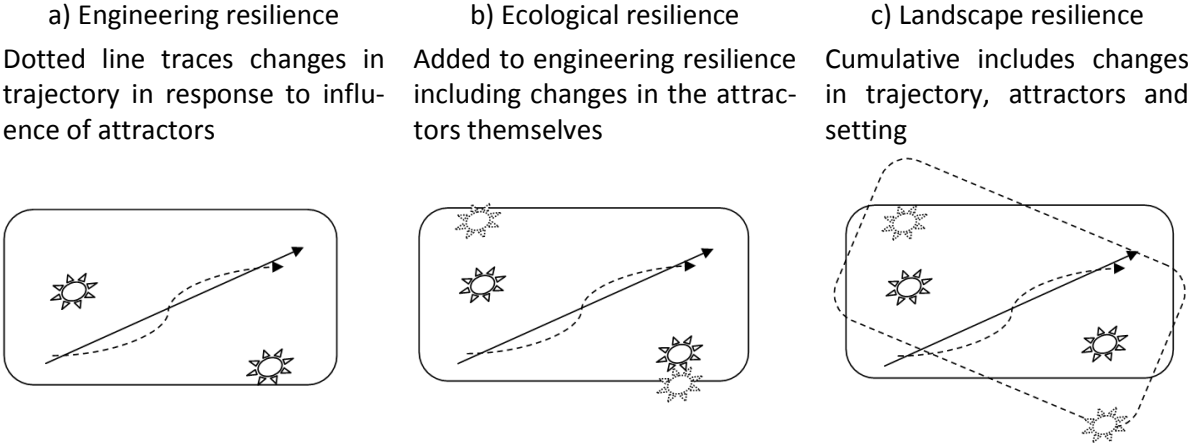 a) Engineering resilience
Dotted line traces changes in
trajectory in response to influ-
ence of attractors
b) Ecological resilience
Added to engineering resilience
including changes in the attrac-
tors themselves
c) Landscape resilience
Cumulative includes changes
in trajectory, attractors and
setting